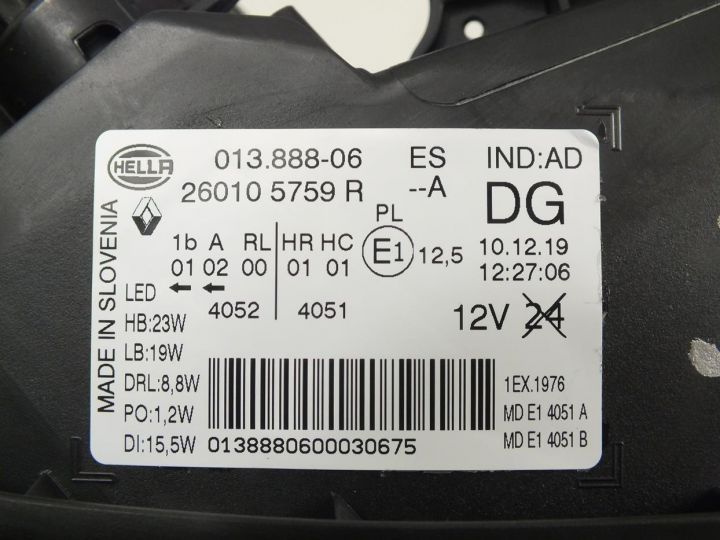 HELLA
013.888-06 ES IND:AD
26010 5759 R --A DG
MADE IN SLOVENIA
PL
1b A RL HR HC E1 12,5 10.12.19
01 02 00 01 01 12:27:06
LED ← ←
4052 4051 12V 24
HB:23W
LB:19W
DRL:8,8W 1EX.1976
PO:1,2W MD E1 4051 A
DI:15,5W 0138880600030675 MD E1 4051 B